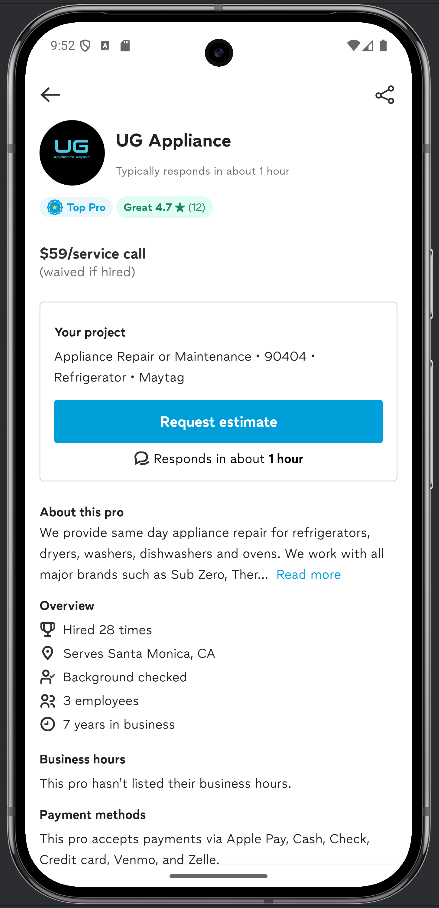 9:52
UG
UG Appliance
Typically responds in about 1 hour
Top Pro Great 4.7 ★ (12)
$59/service call
(waived if hired)
Your project
Appliance Repair or Maintenance • 90404 •
Refrigerator • Maytag
Request estimate
Responds in about 1 hour
About this pro
We provide same day appliance repair for refrigerators,
dryers, washers, dishwashers and ovens. We work with all
major brands such as Sub Zero, Ther... Read more
Overview
Hired 28 times
Serves Santa Monica, CA
Background checked
3 employees
7 years in business
Business hours
This pro hasn't listed their business hours.
Payment methods
This pro accepts payments via Apple Pay, Cash, Check,
Credit card, Venmo, and Zelle.